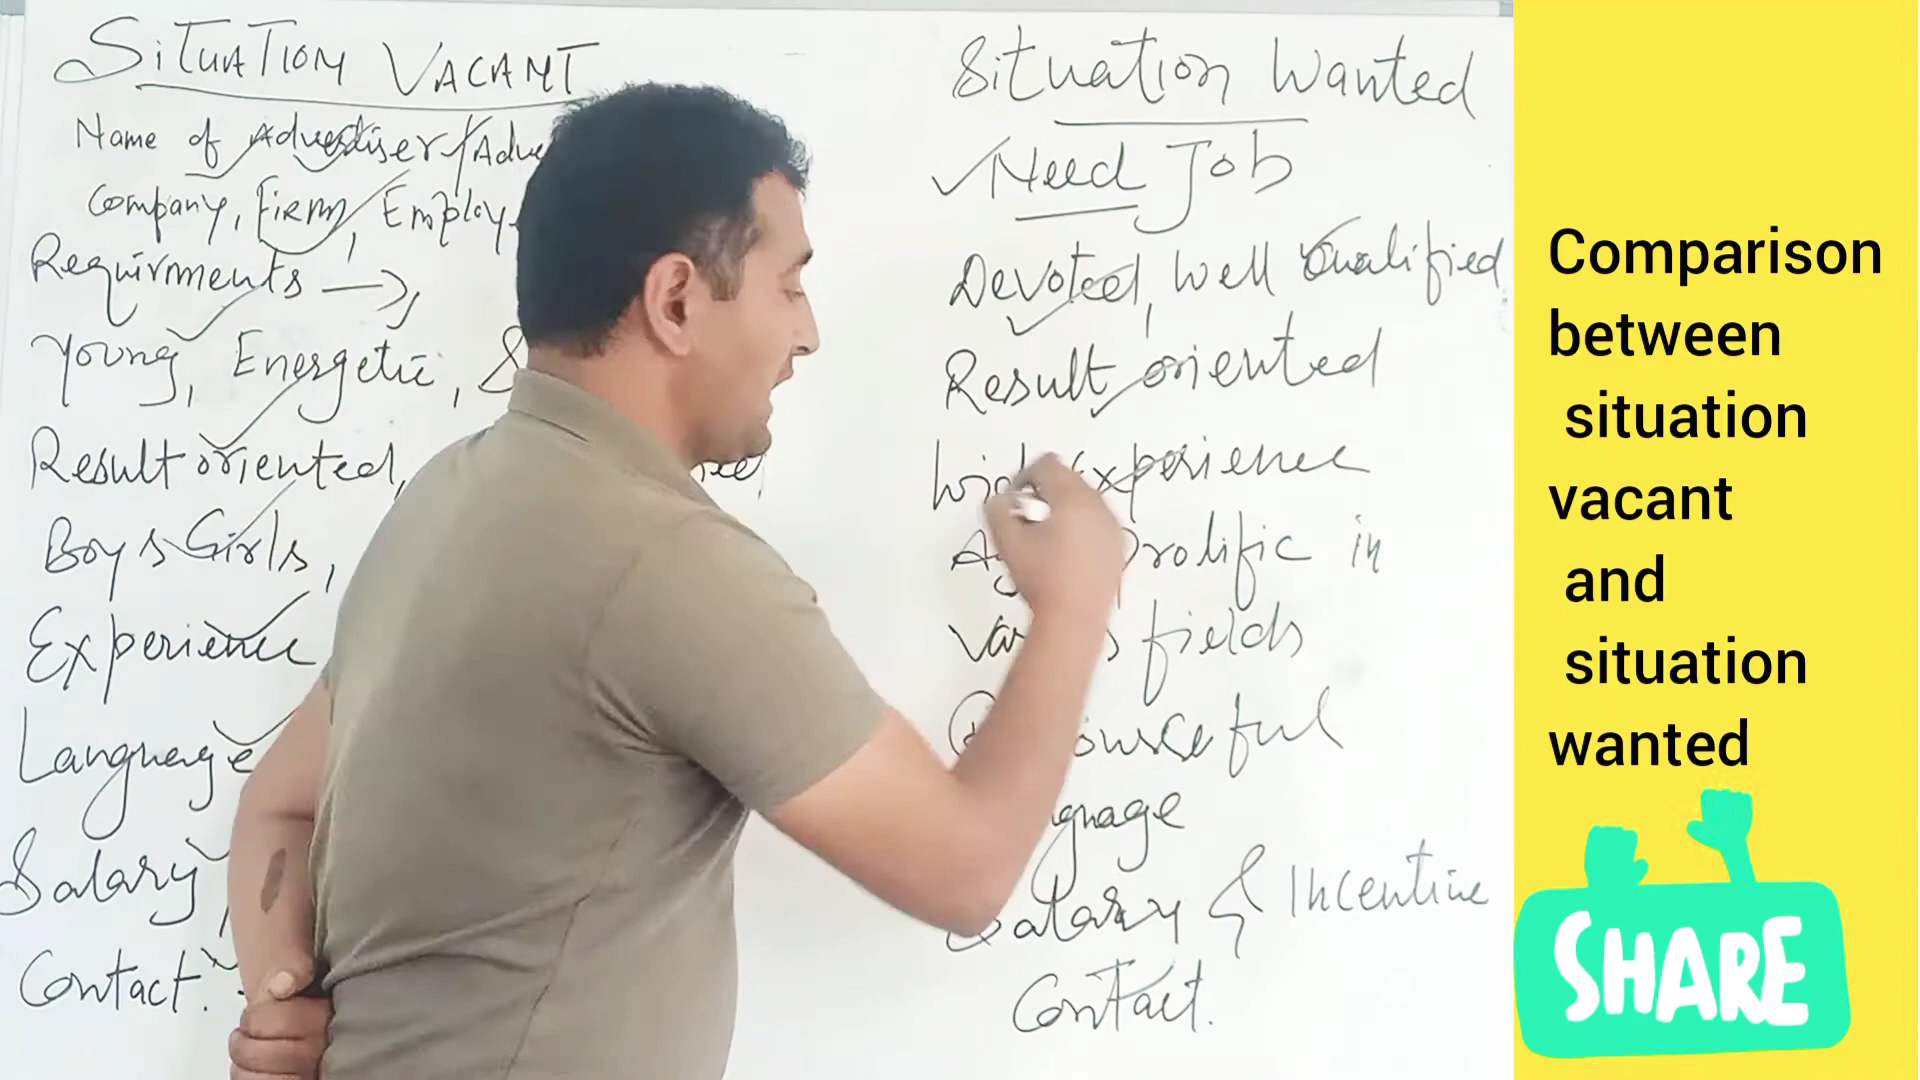 SITUATION VACANT
Name of Advertiser /
Company, Firm, 
Requirments →,
Young, Energetic,
Result oriented,
Boys Girls,
Experience
Language
Salary,
Contact.
Situation Wanted
Need Job
Devoted, Well Qualified
Result oriented
Experience
in
fields
Salary & Incentive
Contact.
Comparison
between
situation
vacant
and
situation
wanted
SHARE